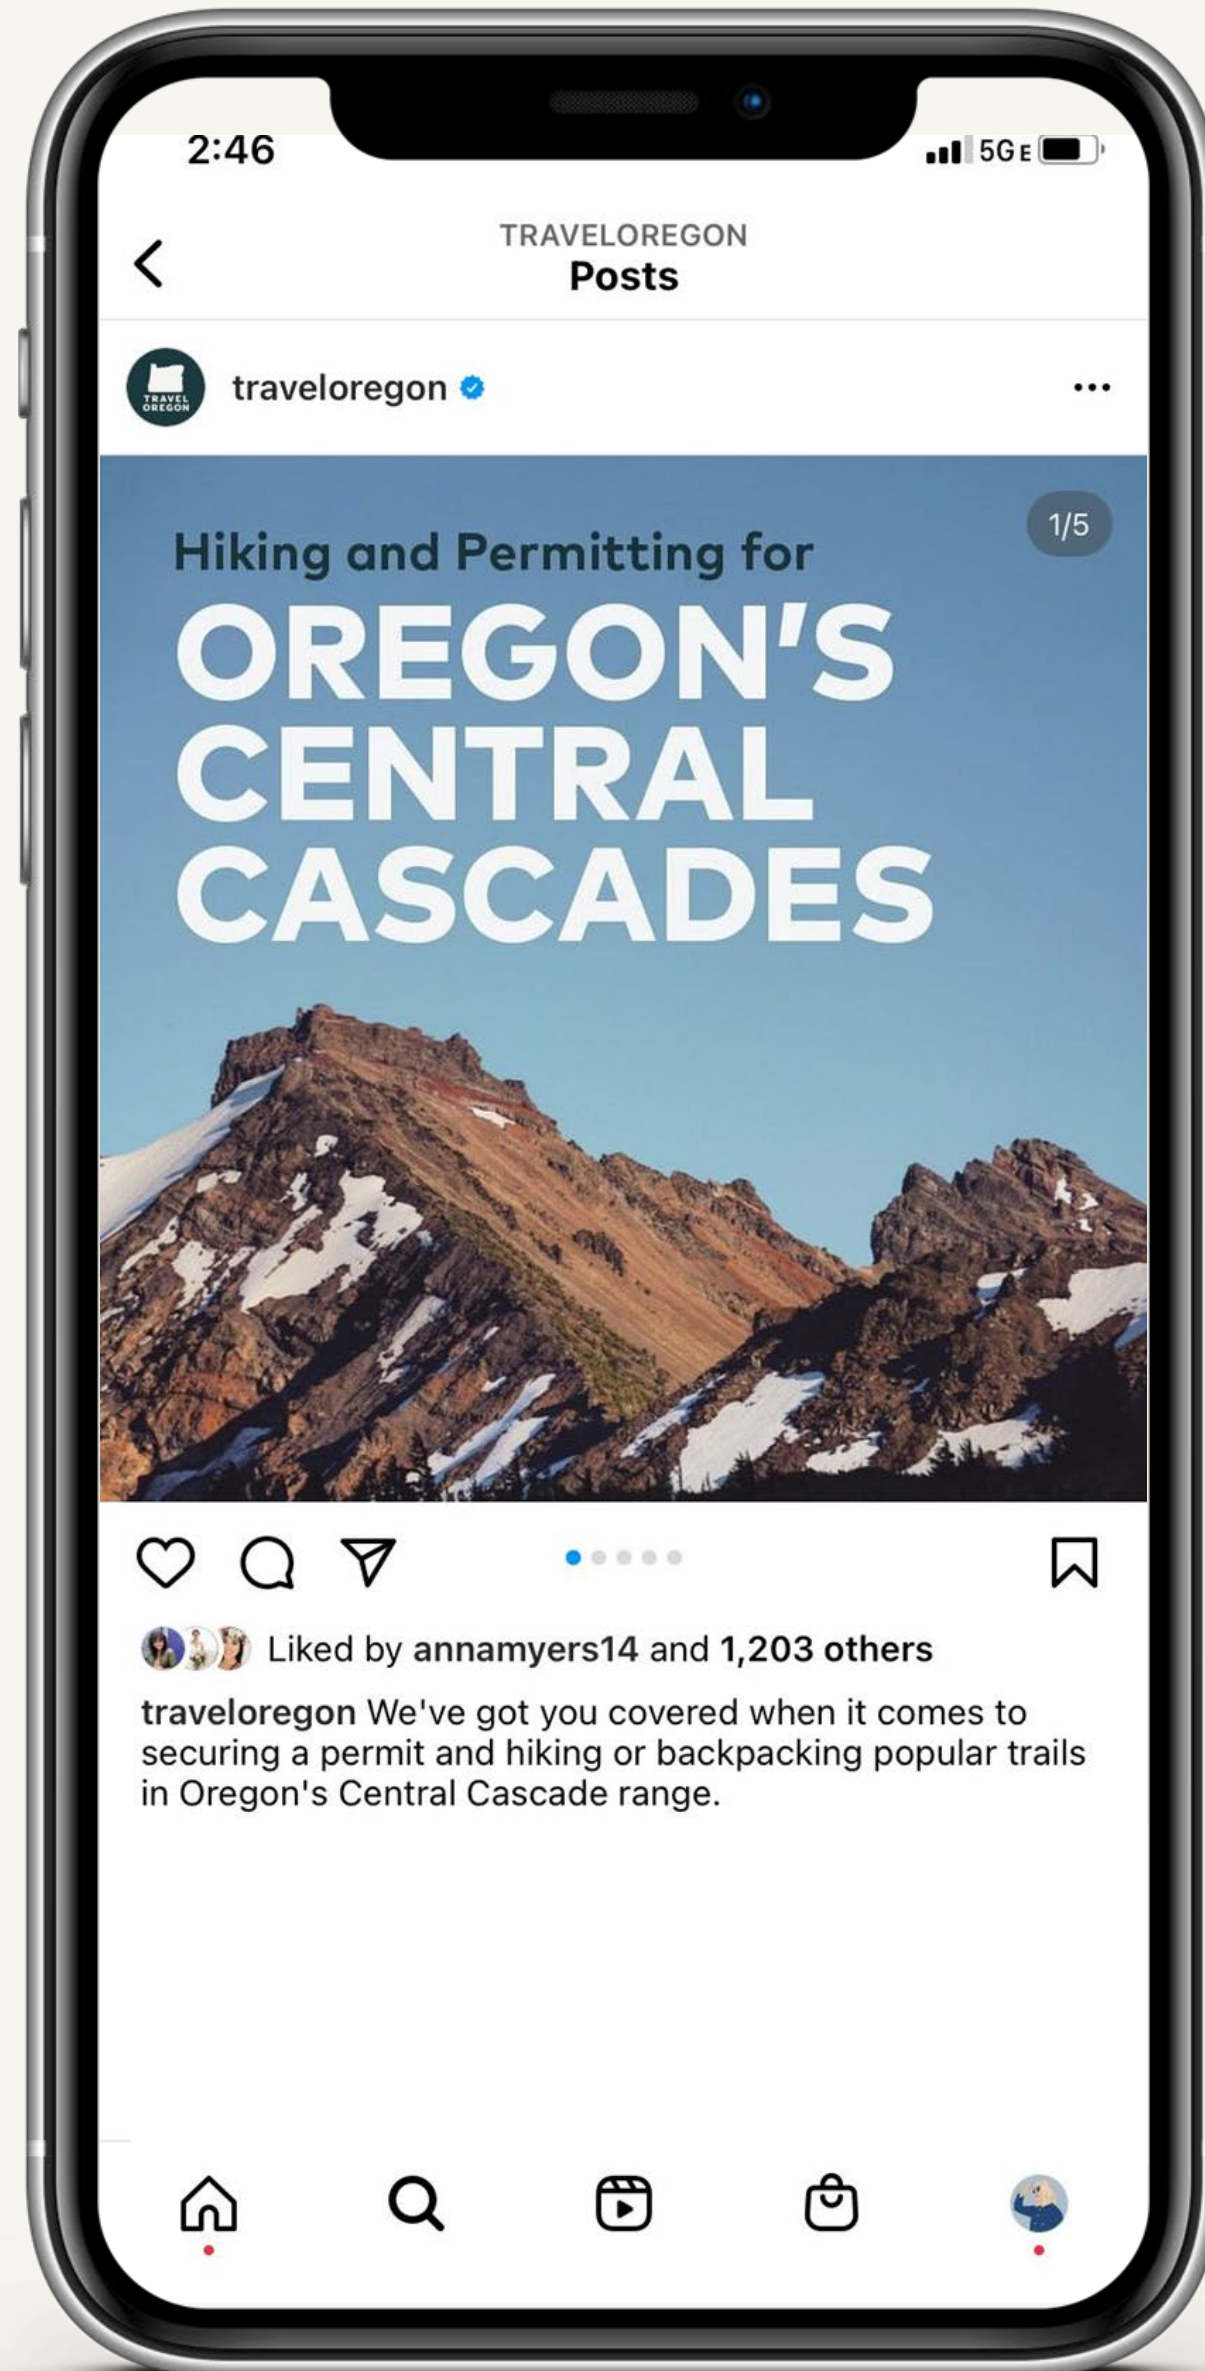 2:46
5G E
TRAVELOREGON
Posts
TRAVEL
OREGON
traveloregon
1/5
Hiking and Permitting for
OREGON'S
CENTRAL
CASCADES
Liked by annamyers14 and 1,203 others
traveloregon We've got you covered when it comes to
securing a permit and hiking or backpacking popular trails
in Oregon's Central Cascade range.